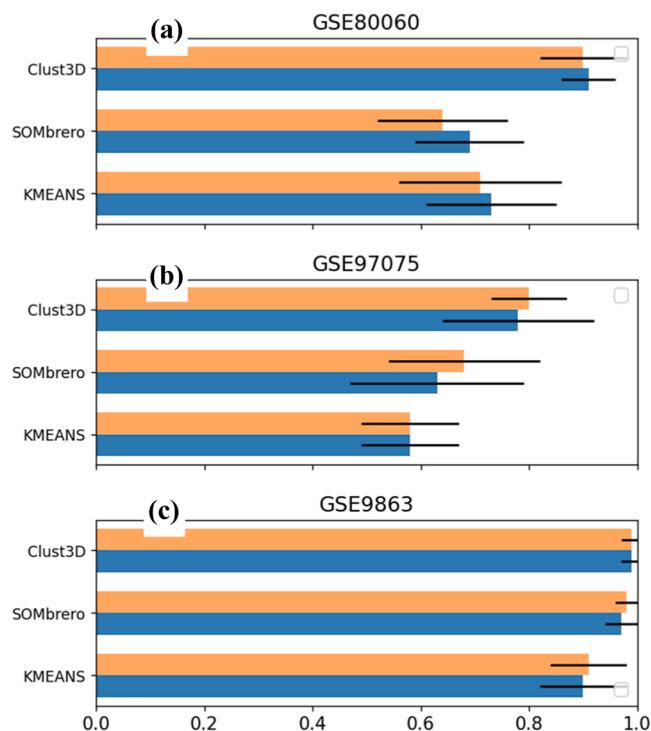 (a) GSE80060
Clust3D
SOMbrero
KMEANS
(b) GSE97075
Clust3D
SOMbrero
KMEANS
(c) GSE9863
Clust3D
SOMbrero
KMEANS
0.0 0.2 0.4 0.6 0.8 1.0